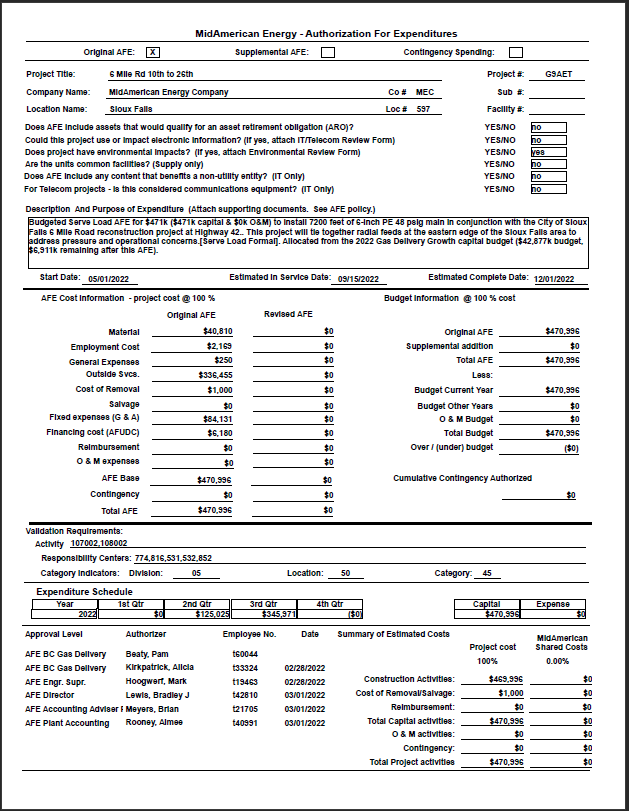 MidAmerican Energy - Authorization For Expenditures
Original AFE: X Supplemental AFE: Contingency Spending:
Project Title: 6 Mile Rd 10th to 26th Project #: G9AET
Company Name: MidAmerican Energy Company Co # MEC Sub #:
Location Name: Sioux Falls Loc # 597 Facility #:
Does AFE include assets that would qualify for an asset retirement obligation (ARO)? YES/NO no
Could this project use or impact electronic information? (If yes, attach IT/Telecom Review Form) YES/NO no
Does project have environmental impacts? (If yes, attach Environmental Review Form) YES/NO yes
Are the units common facilities? (Supply only) YES/NO no
Does AFE include any content that benefits a non-utility entity? (IT Only) YES/NO no
For Telecom projects - is this considered communications equipment? (IT Only) YES/NO no
Description And Purpose of Expenditure (Attach supporting documents. See AFE policy.)
Budgeted Serve Load AFE for $471k ($471k capital & $0k O&M) to install 7200 feet of 6-inch PE 48 psig main in conjunction with the City of Sioux
Falls 6 Mile Road reconstruction project at Highway 42.. This project will tie together radial feeds at the eastern edge of the Sioux Falls area to
address pressure and operational concerns.[Serve Load Formal]. Allocated from the 2022 Gas Delivery Growth capital budget ($42,877k budget,
$6,911k remaining after this AFE).
Start Date: 05/01/2022 Estimated In Service Date: 09/15/2022 Estimated Complete Date: 12/01/2022
AFE Cost Information - project cost @ 100 % Budget Information @ 100 % cost
Original AFE Revised AFE
Material $40,810 $0 Original AFE $470,996
Employment Cost $2,169 $0 Supplemental addition $0
General Expenses $250 $0 Total AFE $470,996
Outside Svcs. $336,455 $0 Less:
Cost of Removal $1,000 $0 Budget Current Year $470,996
Salvage $0 $0 Budget Other Years $0
Fixed expenses (G & A) $84,131 $0 O & M Budget $0
Financing cost (AFUDC) $6,180 $0 Total Budget $470,996
Reimbursement $0 $0 Over / (under) budget ($0)
O & M expenses $0 $0
AFE Base $470,996 $0 Cumulative Contingency Authorized
Contingency $0 $0 $0
Total AFE $470,996 $0
Validation Requirements:
Activity 107002,108002
Responsibility Centers: 774,816,531,532,852
Category Indicators: Division: 05 Location: 50 Category: 45
Expenditure Schedule
Year 1st Qtr 2nd Qtr 3rd Qtr 4th Qtr Capital Expense
2022 $0 $125,025 $345,971 ($0) $470,996 $0
Approval Level Authorizer Employee No. Date Summary of Estimated Costs
Project cost MidAmerican Shared Costs
100% 0.00%
AFE BC Gas Delivery Beaty, Pam t60044
AFE BC Gas Delivery Kirkpatrick, Alicia t33324 02/28/2022
AFE Engr. Supr. Hoogwerf, Mark t19463 02/28/2022 Construction Activities: $469,996 $0
AFE Director Lewis, Bradley J t42810 03/01/2022 Cost of Removal/Salvage: $1,000 $0
AFE Accounting Adviser F Meyers, Brian t21705 03/01/2022 Reimbursement: $0 $0
AFE Plant Accounting Rooney, Aimee t40991 03/01/2022 Total Capital activities: $470,996 $0
O & M activities: $0 $0
Contingency: $0 $0
Total Project activities $470,996 $0